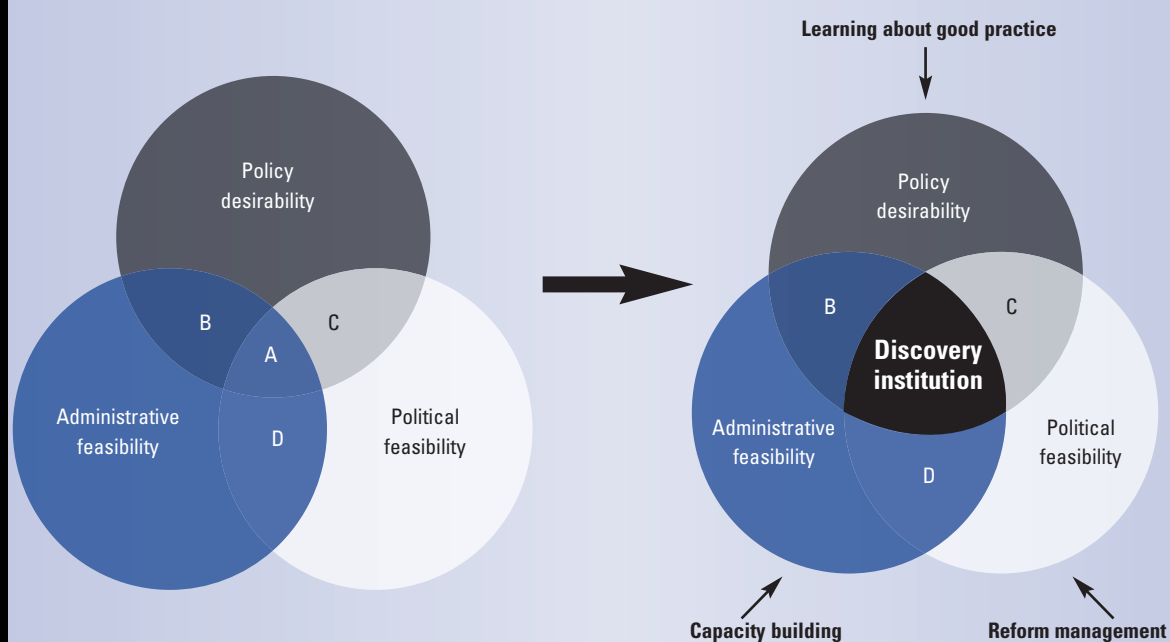 Learning about good practice
Policy
desirability
B
C
A
Administrative
feasibility
D
Political
feasibility
Policy
desirability
B
C
Discovery
institution
Administrative
feasibility
Political
feasibility
D
Capacity building
Reform management